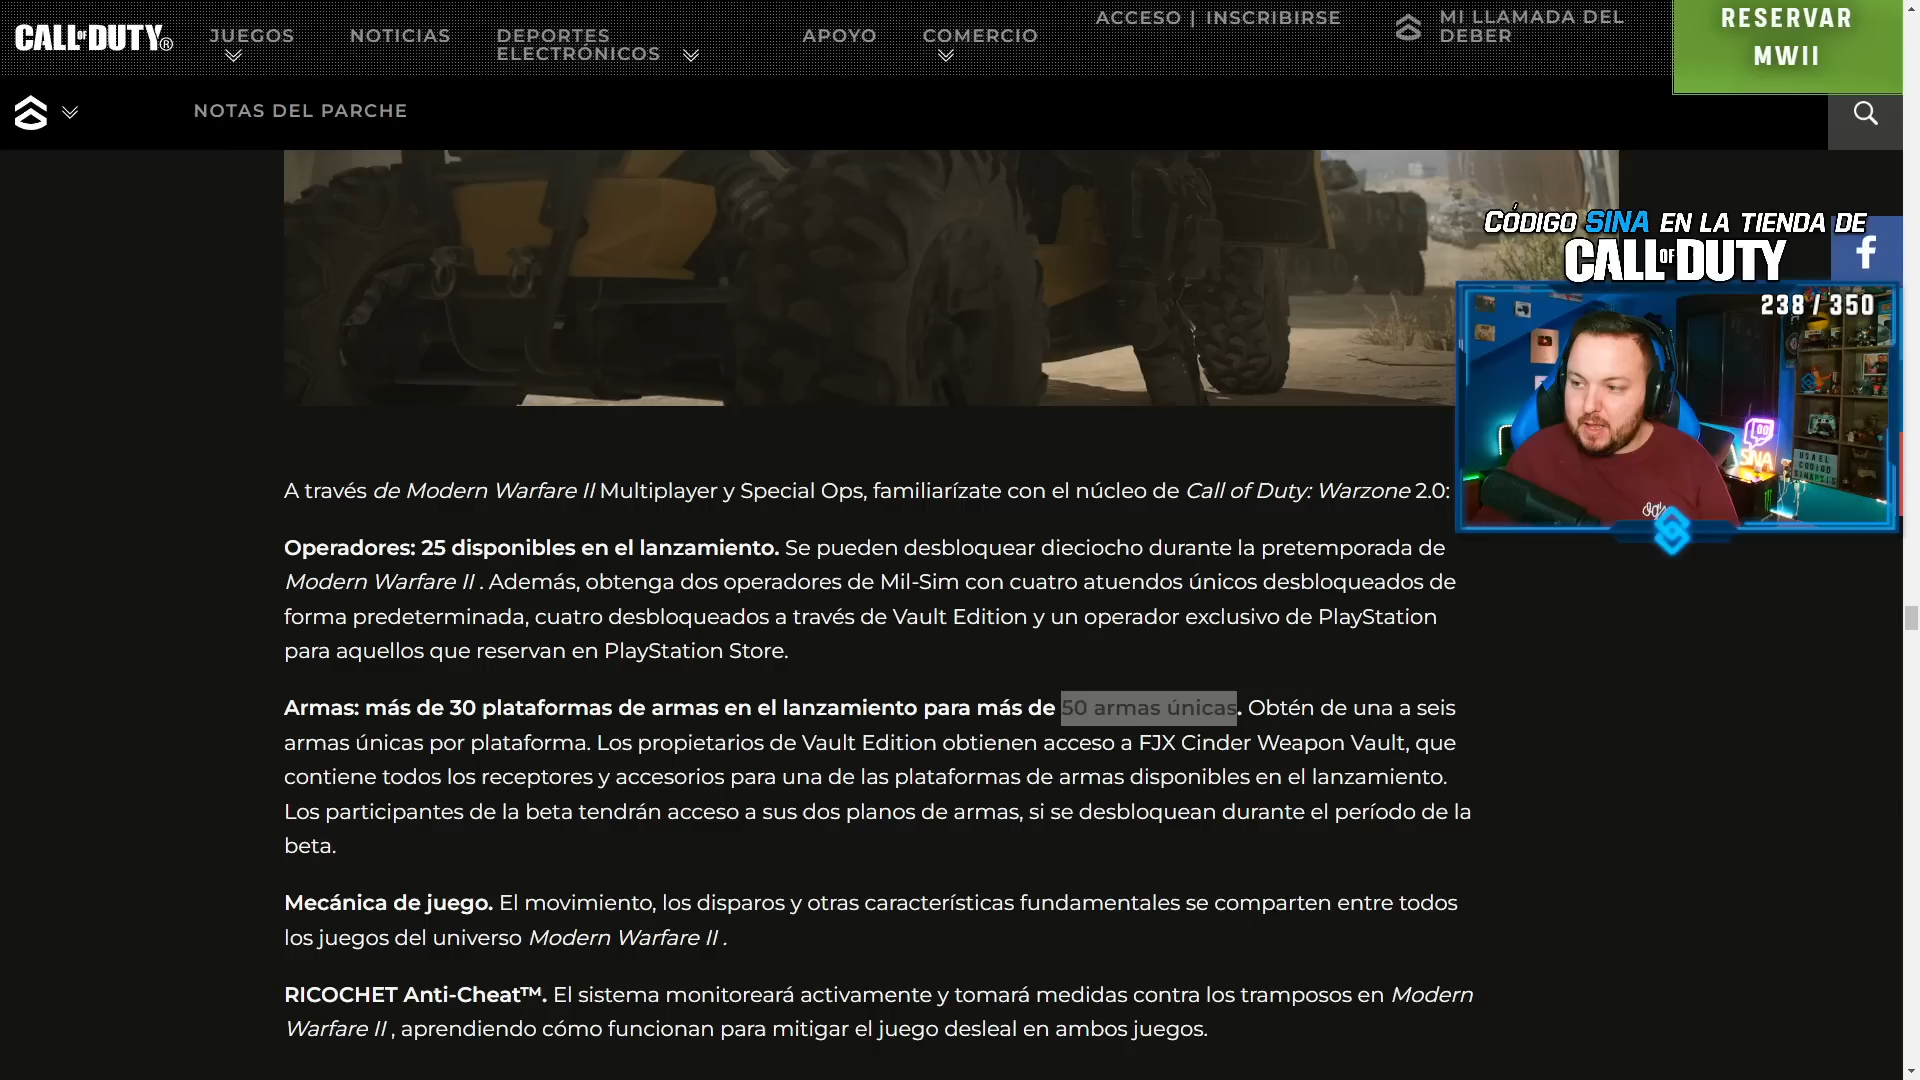 CALL OF DUTY®
JUEGOS
NOTICIAS
DEPORTES
ELECTRÓNICOS
APOYO
COMERCIO
ACCESO | INSCRIBIRSE
MI LLAMADA DEL
DEBER
RESERVAR
MWII
NOTAS DEL PARCHE
CÓDIGO SINA EN LA TIENDA DE
CALL OF DUTY
f
238 / 350
SINA
USA EL
CODIGO
SINAPSIS
A través de Modern Warfare II Multiplayer y Special Ops, familiarízate con el núcleo de Call of Duty: Warzone 2.0:
Operadores: 25 disponibles en el lanzamiento. Se pueden desbloquear dieciocho durante la pretemporada de
Modern Warfare II . Además, obtenga dos operadores de Mil-Sim con cuatro atuendos únicos desbloqueados de
forma predeterminada, cuatro desbloqueados a través de Vault Edition y un operador exclusivo de PlayStation
para aquellos que reservan en PlayStation Store.
Armas: más de 30 plataformas de armas en el lanzamiento para más de 50 armas únicas. Obtén de una a seis
armas únicas por plataforma. Los propietarios de Vault Edition obtienen acceso a FJX Cinder Weapon Vault, que
contiene todos los receptores y accesorios para una de las plataformas de armas disponibles en el lanzamiento.
Los participantes de la beta tendrán acceso a sus dos planos de armas, si se desbloquean durante el período de la
beta.
Mecánica de juego. El movimiento, los disparos y otras características fundamentales se comparten entre todos
los juegos del universo Modern Warfare II .
RICOCHET Anti-Cheat™. El sistema monitoreará activamente y tomará medidas contra los tramposos en Modern
Warfare II , aprendiendo cómo funcionan para mitigar el juego desleal en ambos juegos.